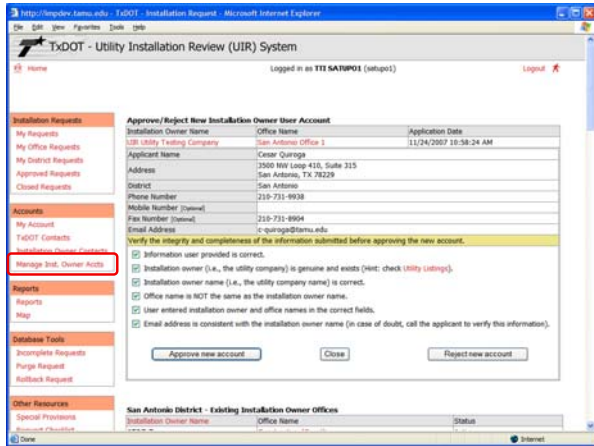 http://impdev.tamu.edu - TxDOT - Installation Request - Microsoft Internet Explorer
File Edit View Favorites Tools Help
TxDOT - Utility Installation Review (UIR) System
Home
Logged in as TTI SATUPO1 (satupo1)
Logout
Installation Requests
My Requests
My Office Requests
My District Requests
Approved Requests
Closed Requests
Accounts
My Account
TxDOT Contacts
Installation Owner Contacts
Manage Inst. Owner Accts
Reports
Reports
Map
Database Tools
Incomplete Requests
Purge Request
Rollback Request
Other Resources
Special Provisions
Request Checklist
Approve/Reject New Installation Owner User Account
Installation Owner Name Office Name Application Date
UIR Utility Testing Company San Antonio Office 1 11/24/2007 10:58:24 AM
Applicant Name Cesar Quiroga
Address 3500 NW Loop 410, Suite 315
San Antonio, TX 78229
District San Antonio
Phone Number 210-731-9938
Mobile Number [Optional]
Fax Number [Optional] 210-731-8904
Email Address c-quiroga@tamu.edu
Verify the integrity and completeness of the information submitted before approving the new account.
Information user provided is correct.
Installation owner (i.e., the utility company) is genuine and exists (Hint: check Utility Listings).
Installation owner name (i.e., the utility company name) is correct.
Office name is NOT the same as the installation owner name.
User entered installation owner and office names in the correct fields.
Email address is consistent with the installation owner name (in case of doubt, call the applicant to verify this information).
Approve new account Close Reject new account
San Antonio District - Existing Installation Owner Offices
Installation Owner Name Office Name Status
Done
Internet